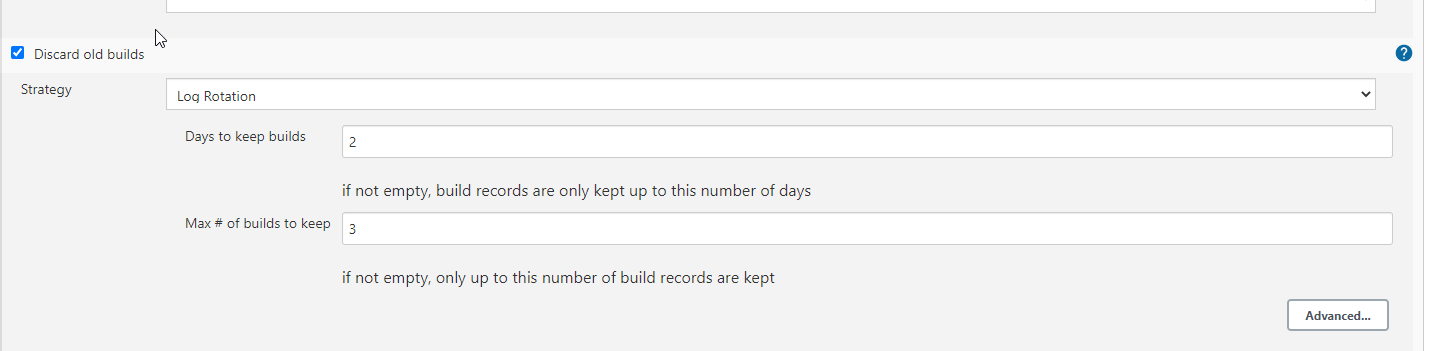 Discard old builds
?
Strategy
Log Rotation
Days to keep builds
2
if not empty, build records are only kept up to this number of days
Max # of builds to keep
3
if not empty, only up to this number of build records are kept
Advanced...